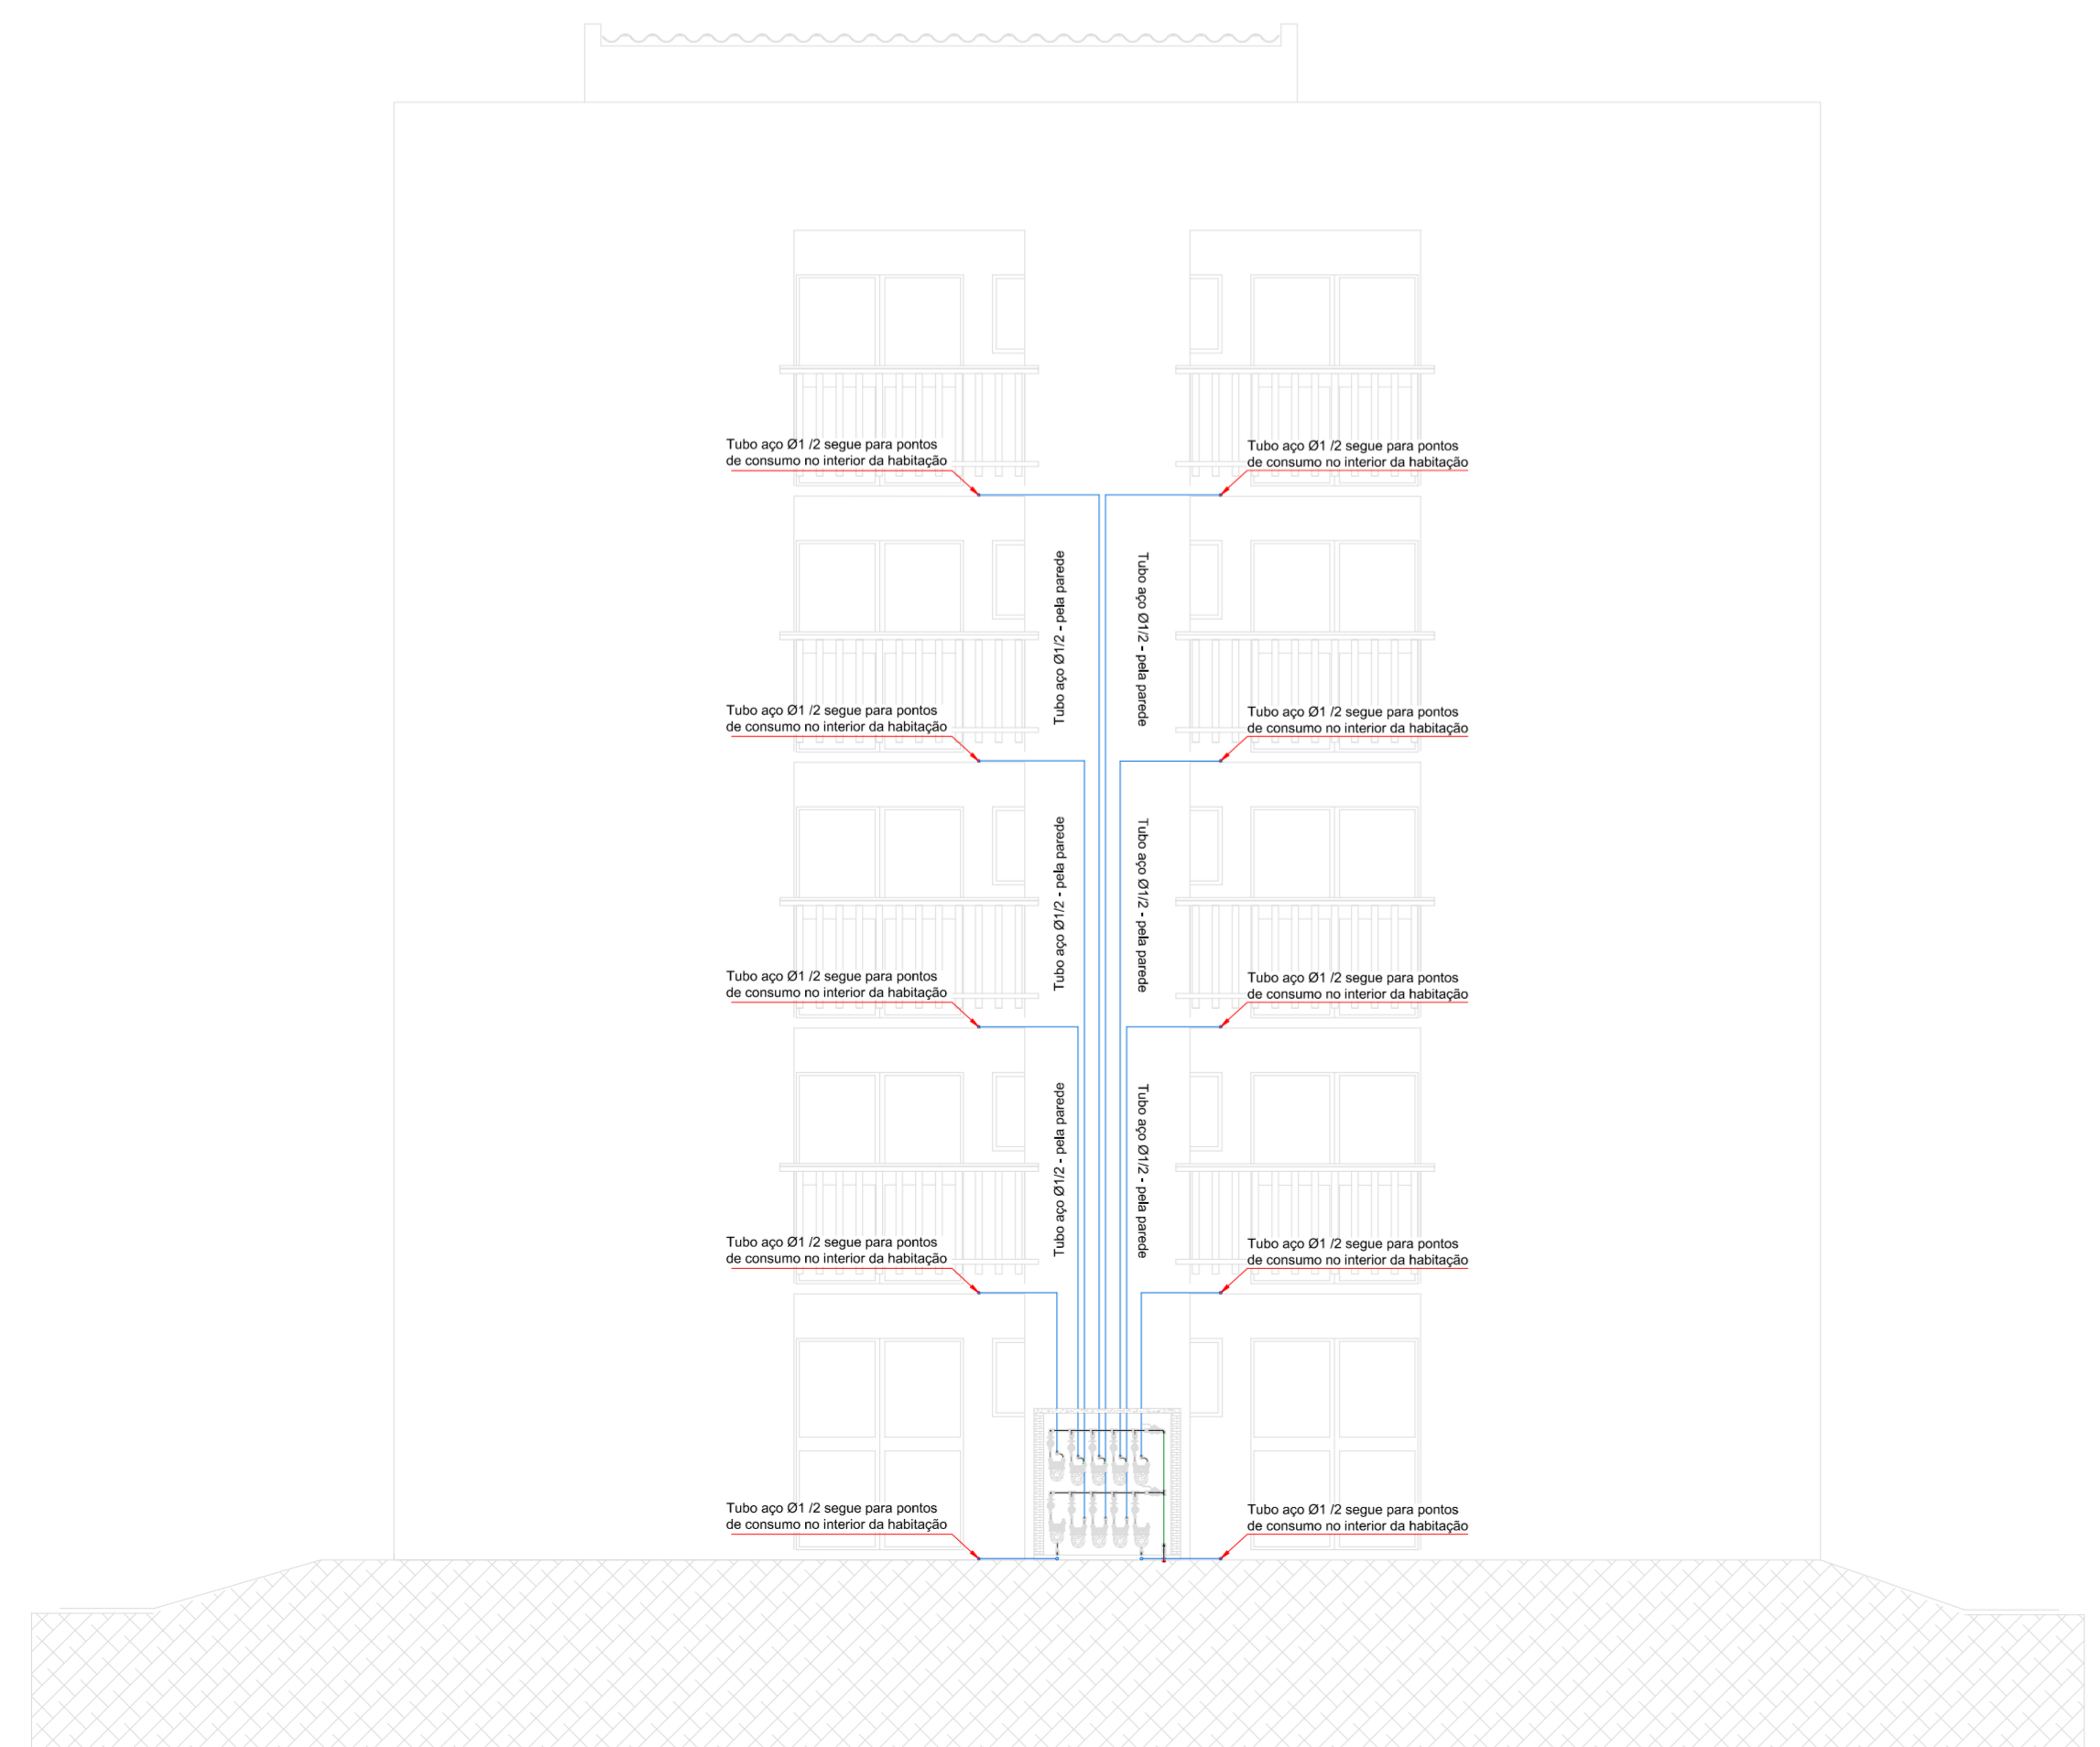 Tubo aço Ø1 /2 segue para pontos
de consumo no interior da habitação
Tubo aço Ø1 /2 segue para pontos
de consumo no interior da habitação
Tubo aço Ø1/2 - pela parede
Tubo aço Ø1/2 - pela parede
Tubo aço Ø1 /2 segue para pontos
de consumo no interior da habitação
Tubo aço Ø1 /2 segue para pontos
de consumo no interior da habitação
Tubo aço Ø1/2 - pela parede
Tubo aço Ø1/2 - pela parede
Tubo aço Ø1 /2 segue para pontos
de consumo no interior da habitação
Tubo aço Ø1 /2 segue para pontos
de consumo no interior da habitação
Tubo aço Ø1/2 - pela parede
Tubo aço Ø1/2 - pela parede
Tubo aço Ø1 /2 segue para pontos
de consumo no interior da habitação
Tubo aço Ø1 /2 segue para pontos
de consumo no interior da habitação
Tubo aço Ø1 /2 segue para pontos
de consumo no interior da habitação
Tubo aço Ø1 /2 segue para pontos
de consumo no interior da habitação